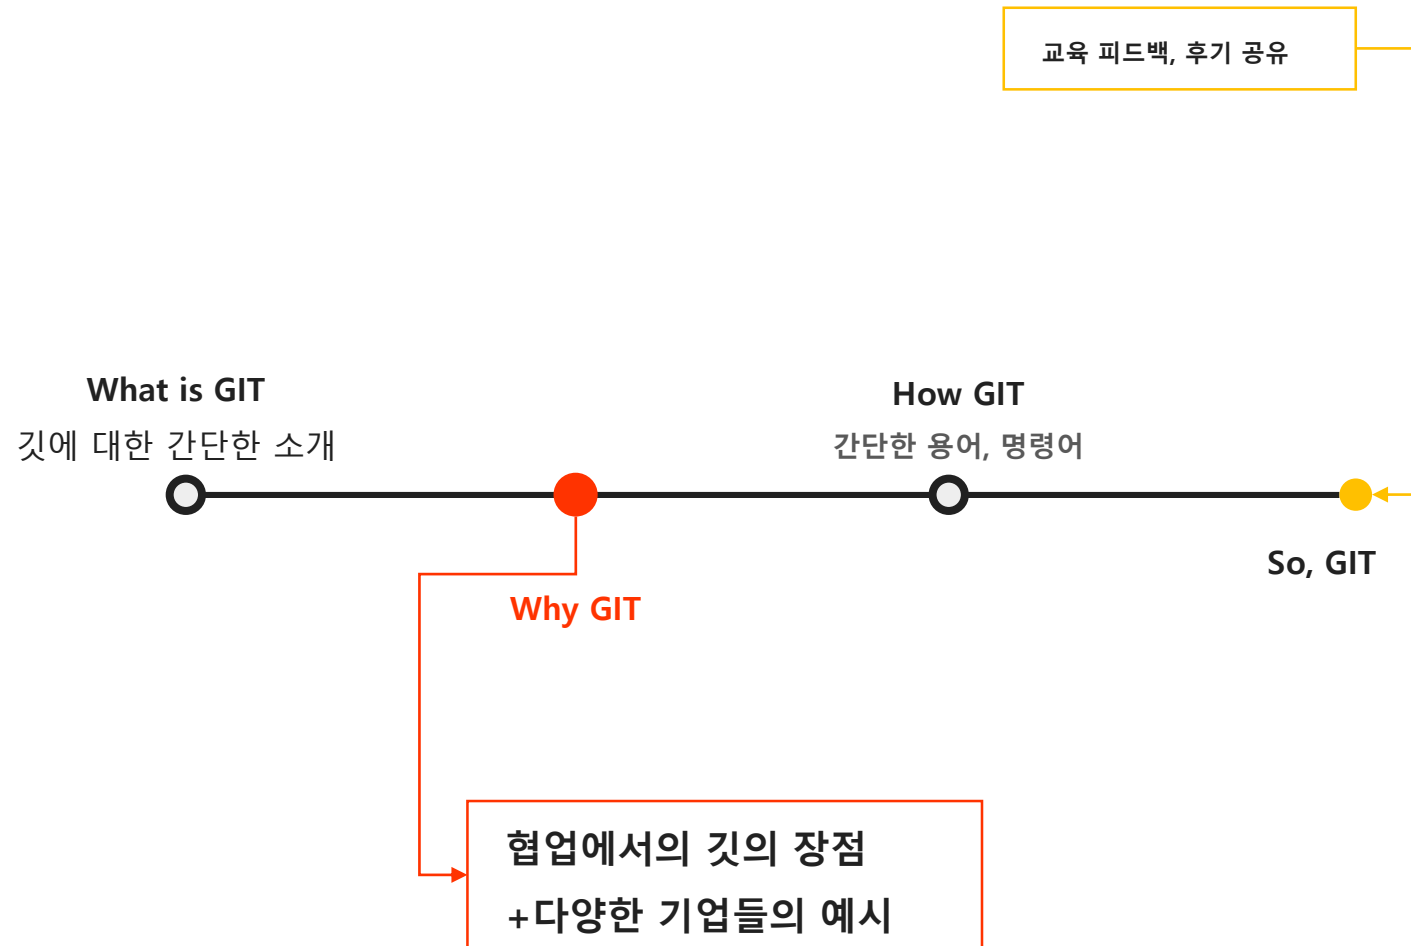 교육 피드백, 후기 공유
What is GIT
깃에 대한 간단한 소개
How GIT
간단한 용어, 명령어
So, GIT
Why GIT
협업에서의 깃의 장점
+다양한 기업들의 예시